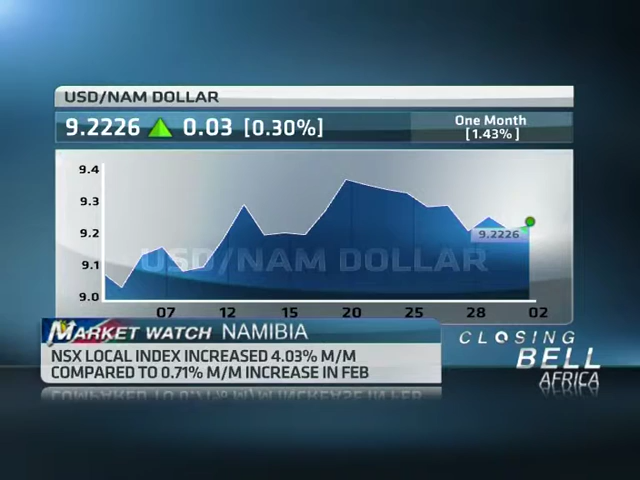 USD/NAM DOLLAR
9.2226 0.03 [0.30%]
One Month
[1.43%]
9.4
9.3
9.2
9.1
9.0
USD/NAM DOLLAR
9.2226
07 12 15 20 25 28 02
MARKET WATCH NAMIBIA
NSX LOCAL INDEX INCREASED 4.03% M/M
COMPARED TO 0.71% M/M INCREASE IN FEB
CLOSING
BELL
AFRICA